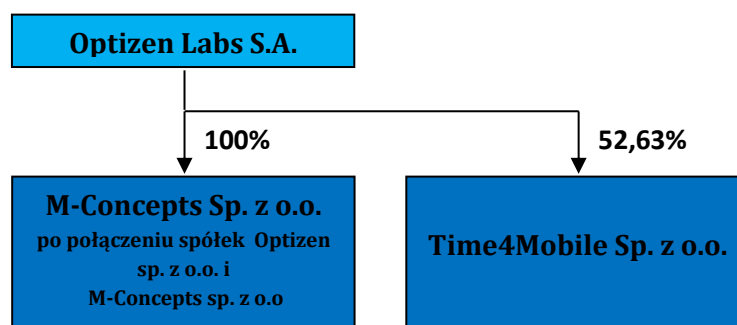 Optizen Labs S.A.
100%
52,63%
M-Concepts Sp. z o.o.
po połączeniu spółek Optizen
sp. z o.o. i
M-Concepts sp. z o.o
Time4Mobile Sp. z o.o.